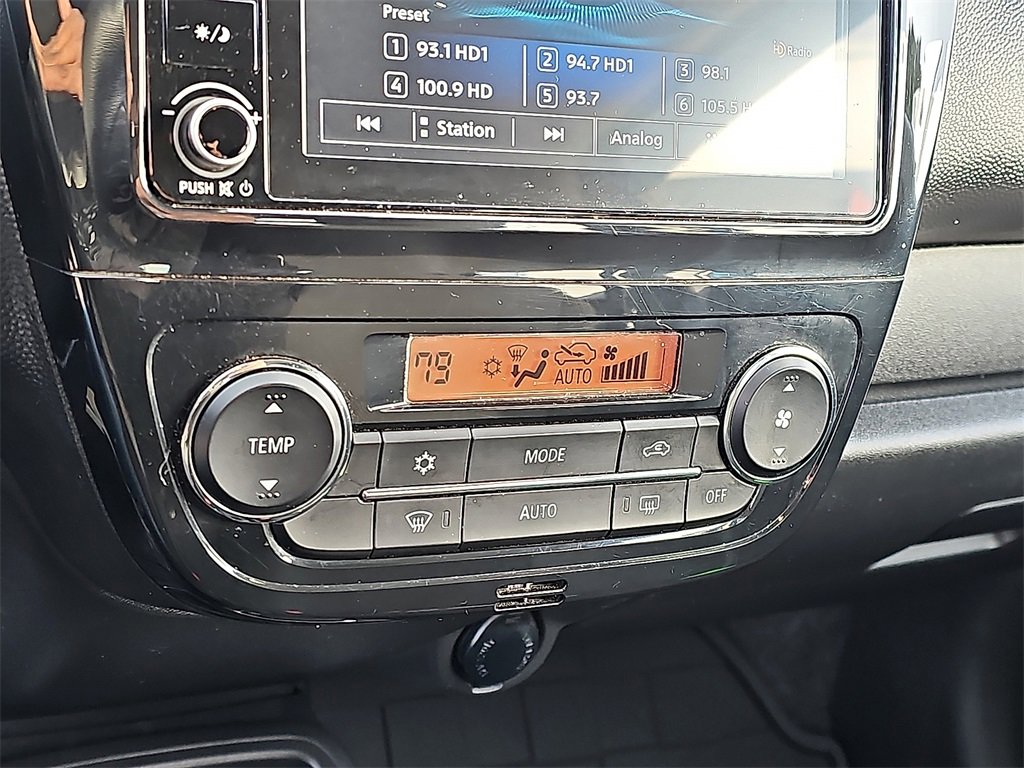 Preset
1 93.1 HD1 2 94.7 HD1 3 98.1
4 100.9 HD 5 93.7 6 105.5
HD Radio
Station Analog
- +
PUSH
79 AUTO
TEMP
MODE
AUTO OFF